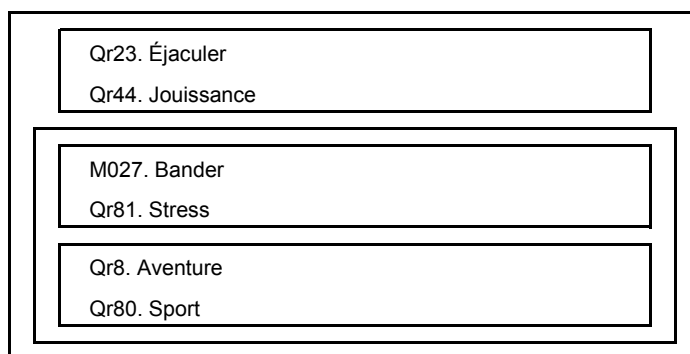 Qr23. Éjaculer
Qr44. Jouissance
M027. Bander
Qr81. Stress
Qr8. Aventure
Qr80. Sport